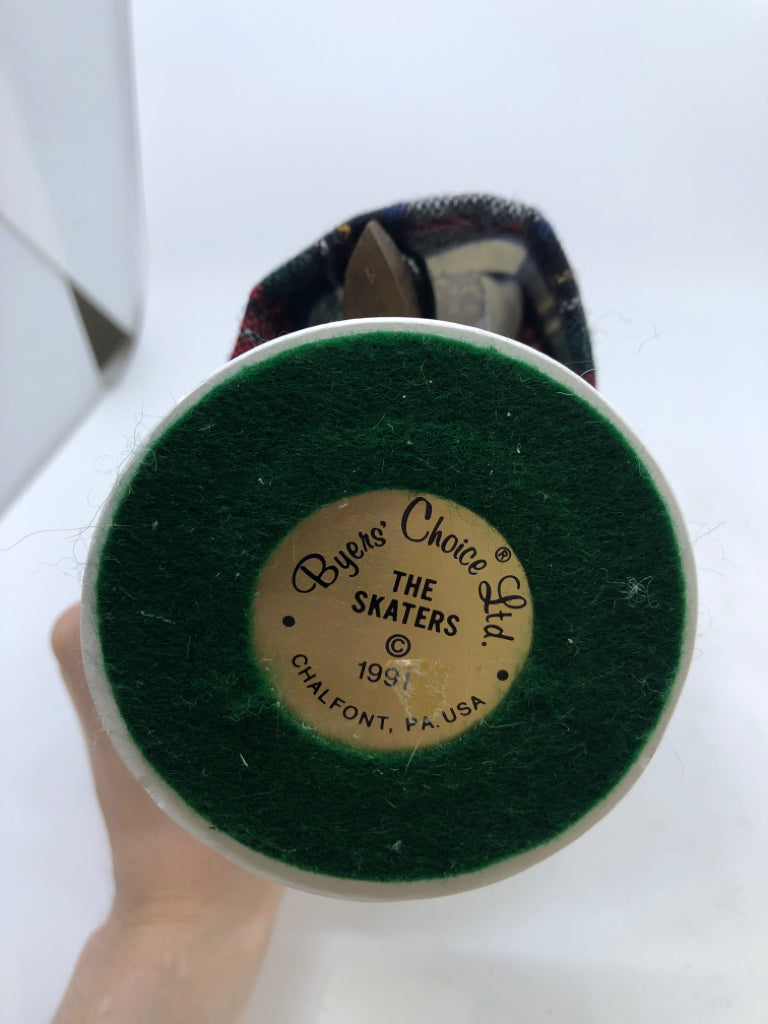 Byers' Choice® Ltd.
THE
SKATERS
©
1991
CHALFONT, PA. USA